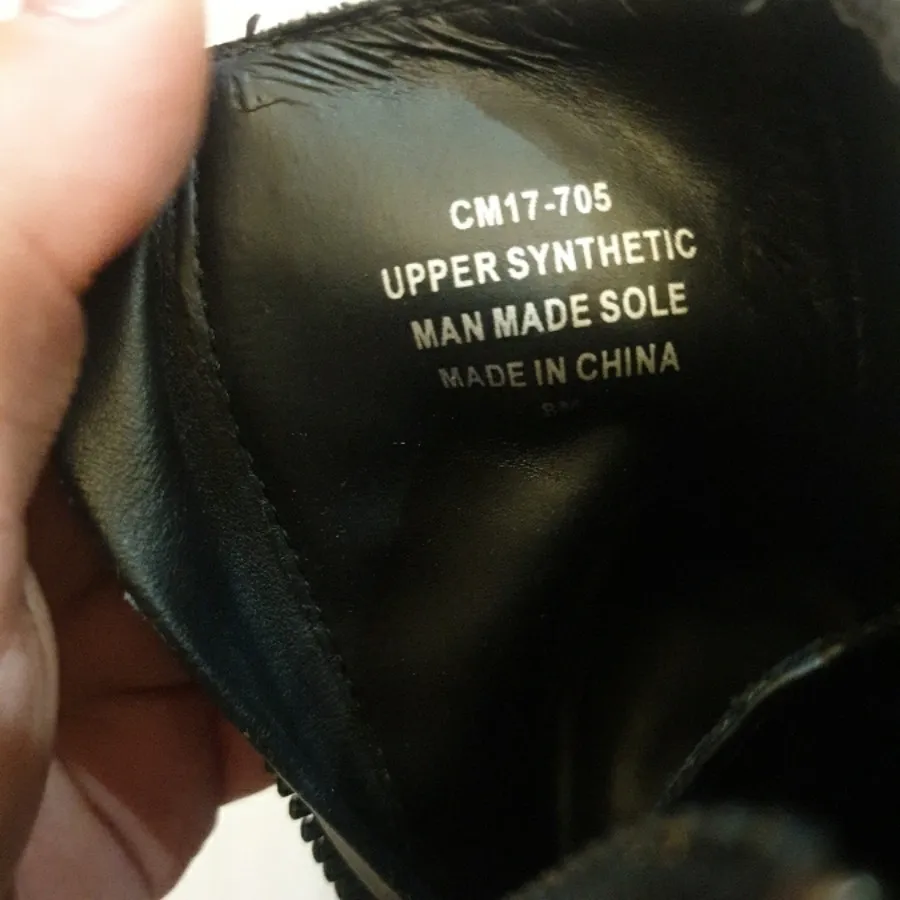 CM17-705
UPPER SYNTHETIC
MAN MADE SOLE
MADE IN CHINA